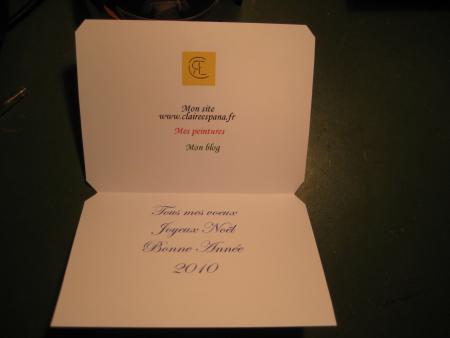 Mon site
www.claireespana.fr
Mes peintures
Mon blog
Tous mes voeux
Joyeux Noël
Bonne Année
2010